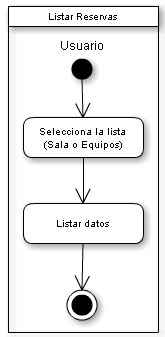 Listar Reservas
Usuario
Selecciona la lista
(Sala o Equipos)
Listar datos